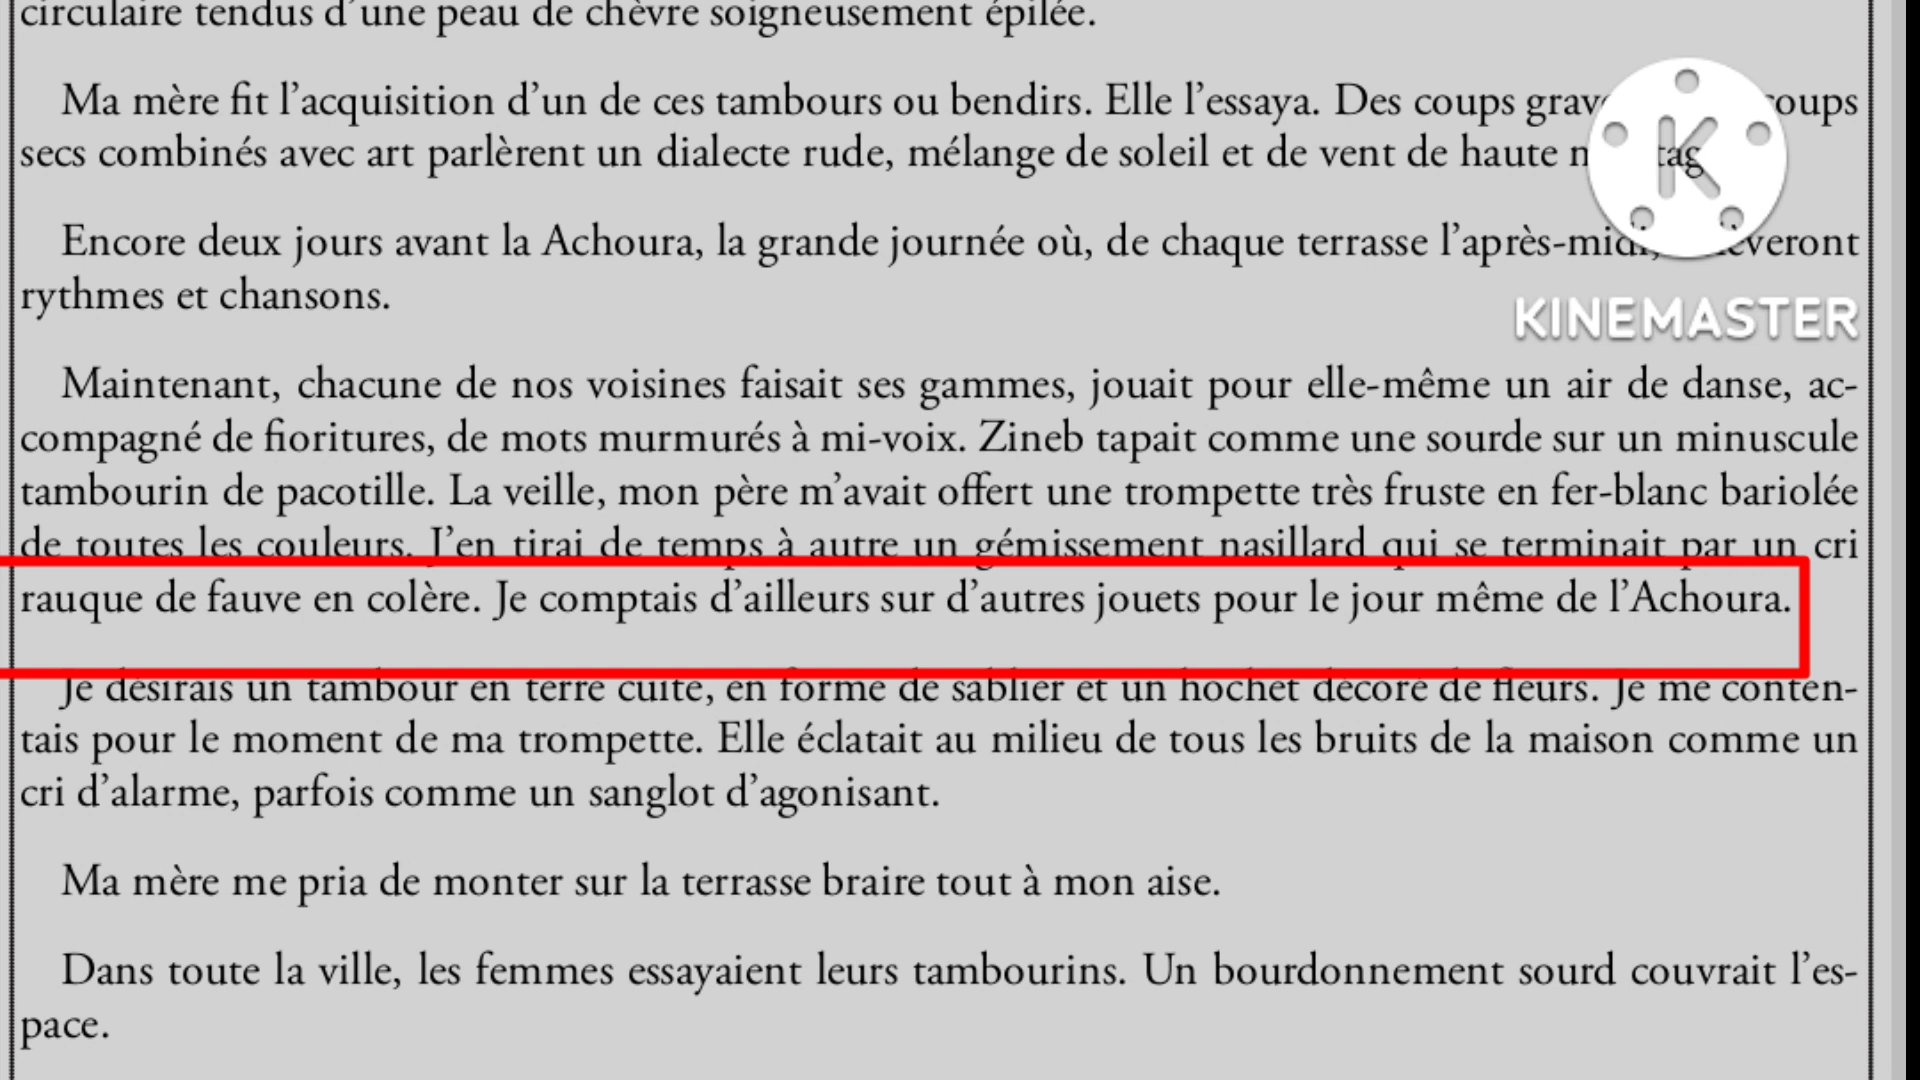 circulaire tendus d'une peau de chèvre soigneusement épilée.
Ma mère fit l'acquisition d'un de ces tambours ou bendirs. Elle l'essaya. Des coups coups
secs combinés avec art parlèrent un dialecte rude, mélange de soleil et de vent de haute
Encore deux jours avant la Achoura, la grande journée où, de chaque terrasse l'après-midi,
rythmes et chansons.
KINEMASTER
Maintenant, chacune de nos voisines faisait ses gammes, jouait pour elle-même un air de danse, ac-
compagné de fioritures, de mots murmurés à mi-voix. Zineb tapait comme une sourde sur un minuscule
tambourin de pacotille. La veille, mon père m'avait offert une trompette très fruste en fer-blanc bariolée
de toutes les couleurs. J'en tirai de temps à autre un gémissement nasillard qui se terminait par un cri
rauque de fauve en colère. Je comptais d'ailleurs sur d'autres jouets pour le jour même de l'Achoura.
Je désirais un tambour en terre cuite, en forme de sablier et un hochet décoré de fleurs. Je me conten-
tais pour le moment de ma trompette. Elle éclatait au milieu de tous les bruits de la maison comme un
cri d'alarme, parfois comme un sanglot d'agonisant.
Ma mère me pria de monter sur la terrasse braire tout à mon aise.
Dans toute la ville, les femmes essayaient leurs tambourins. Un bourdonnement sourd couvrait l'es-
pace.